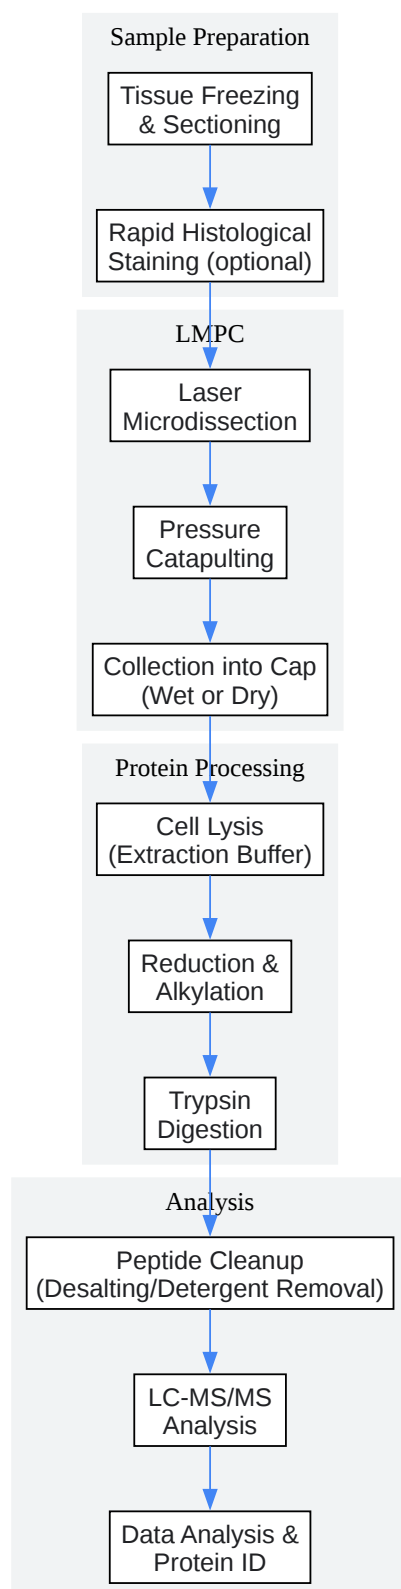 Sample Preparation
Tissue Freezing
& Sectioning
Rapid Histological
Staining (optional)
LMPC
Laser
Microdissection
Pressure
Catapulting
Collection into Cap
(Wet or Dry)
Protein Processing
Cell Lysis
(Extraction Buffer)
Reduction &
Alkylation
Trypsin
Digestion
Analysis
Peptide Cleanup
(Desalting/Detergent Removal)
LC-MS/MS
Analysis
Data Analysis &
Protein ID